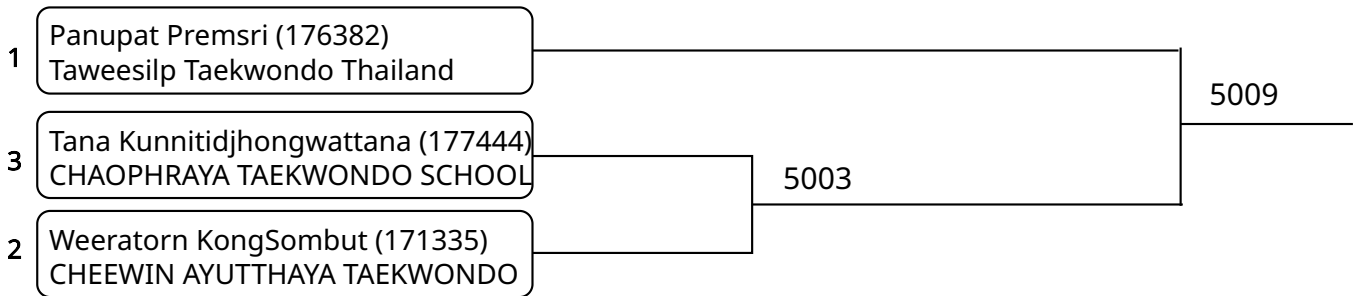 1
Panupat Premsri (176382)
Taweesilp Taekwondo Thailand
5009
3
Tana Kunnitidjhongwattana (177444)
CHAOPHRAYA TAEKWONDO SCHOOL
5003
2
Weeratorn KongSombut (171335)
CHEEWIN AYUTTHAYA TAEKWONDO